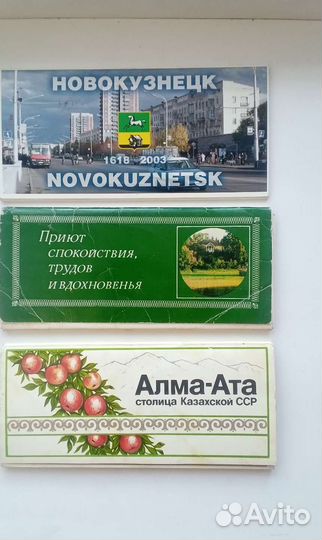 НОВОКУЗНЕЦК
1618 - 2003
NOVOKUZNETSK
Приют
спокойствия,
трудов
и вдохновенья
Алма-Ата
столица Казахской ССР
Avito